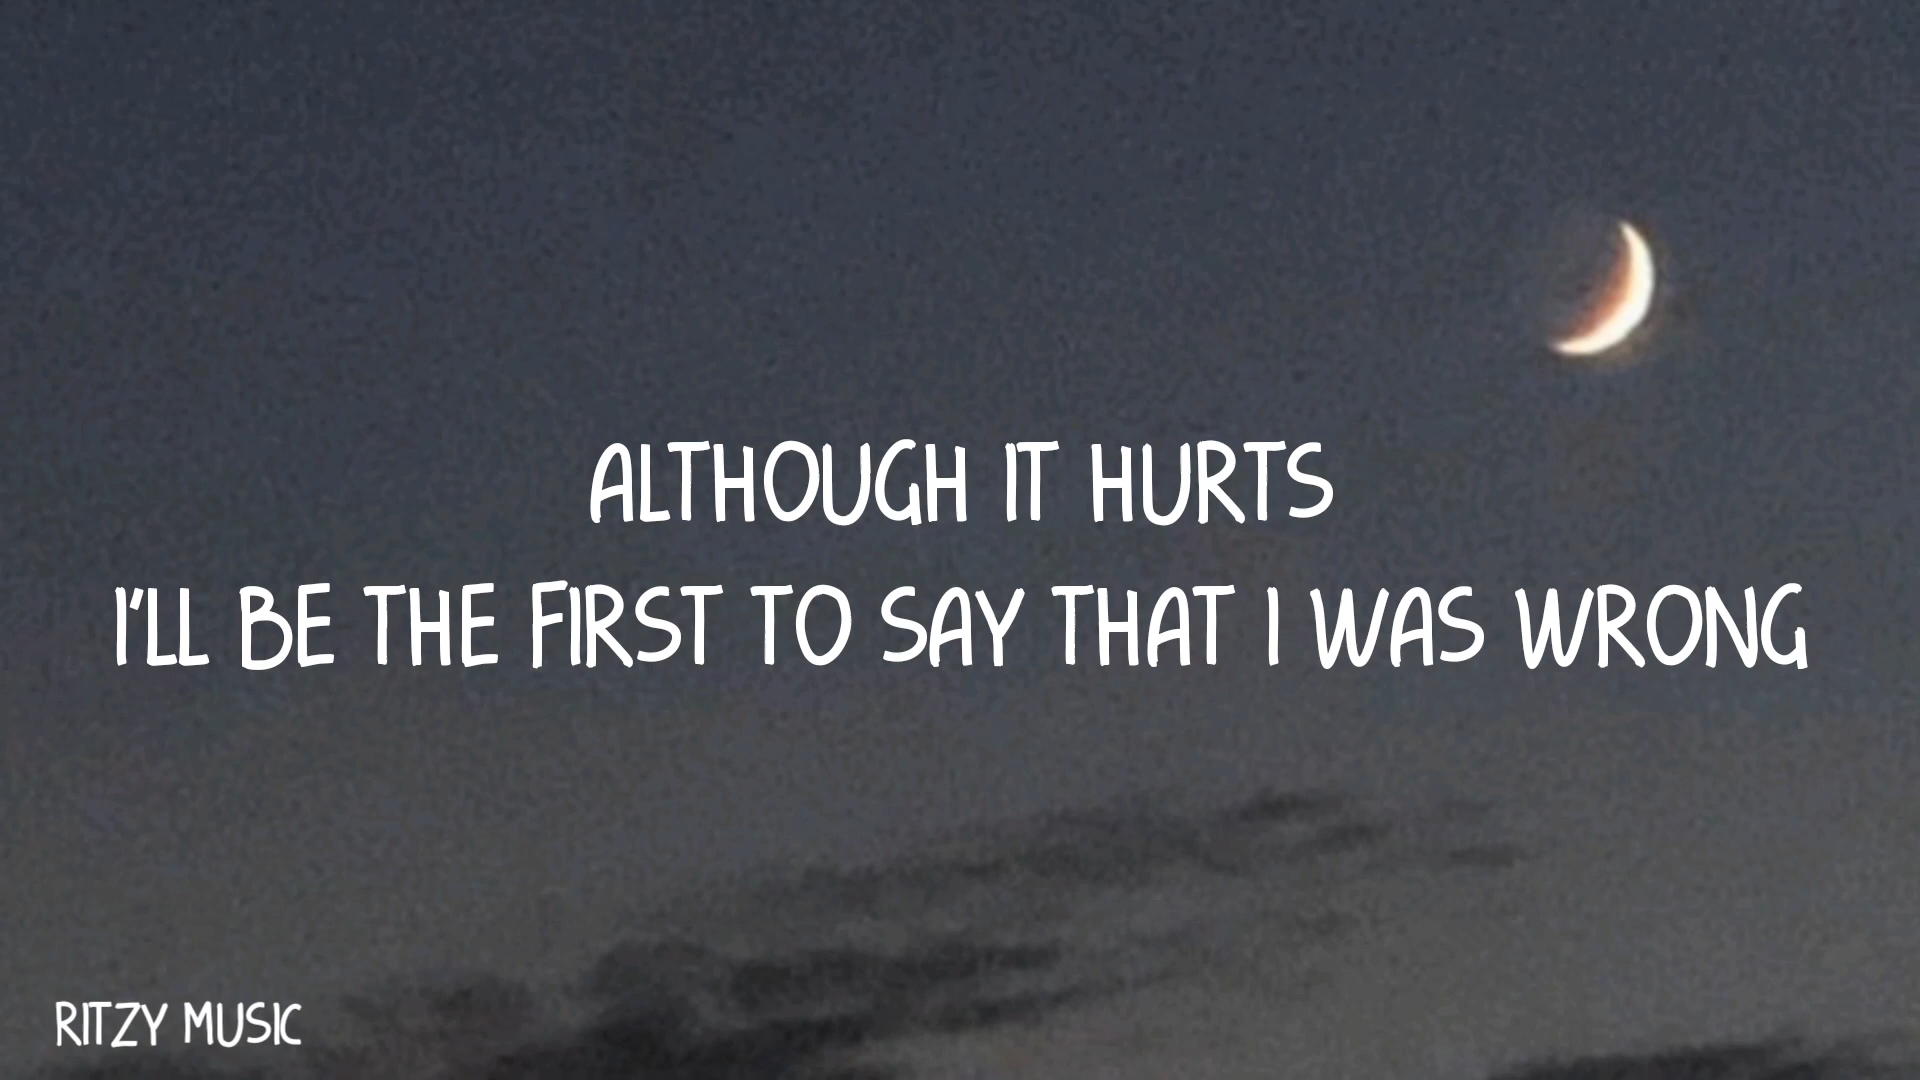 ALTHOUGH IT HURTS
I'LL BE THE FIRST TO SAY THAT I WAS WRONG
RITZY MUSIC